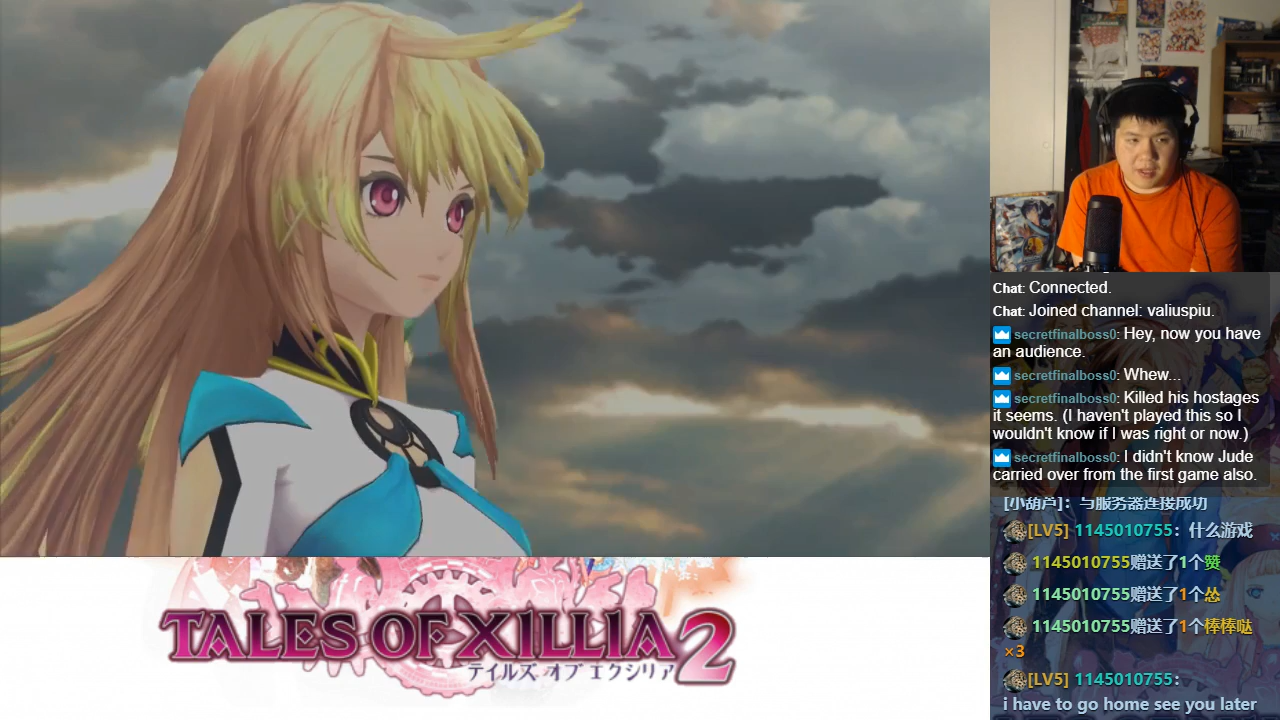 Chat: Connected.
Chat: Joined channel: valiuspiu.
secretfinalboss0: Hey, now you have
an audience.
secretfinalboss0: Whew...
secretfinalboss0: Killed his hostages
it seems. (I haven't played this so I
wouldn't know if I was right or now.)
secretfinalboss0: I didn't know Jude
carried over from the first game also.
[小葫芦]: 与服务器连接成功
[LV5] 1145010755: 什么游戏
1145010755赠送了1个赞
1145010755赠送了1个怂
1145010755赠送了1个棒棒哒
×3
[LV5] 1145010755:
i have to go home see you later
TALES OF XILLIA 2
テイルズ オブ エクシリア